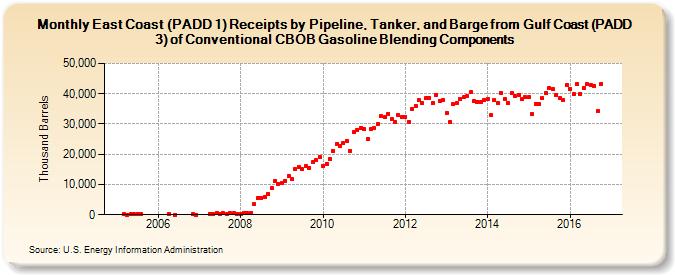 Monthly East Coast (PADD 1) Receipts by Pipeline, Tanker, and Barge from Gulf Coast (PADD
3) of Conventional CBOB Gasoline Blending Components
Thousand Barrels
50,000
40,000
30,000
20,000
10,000
0
2006 2008 2010 2012 2014 2016
Source: U.S. Energy Information Administration